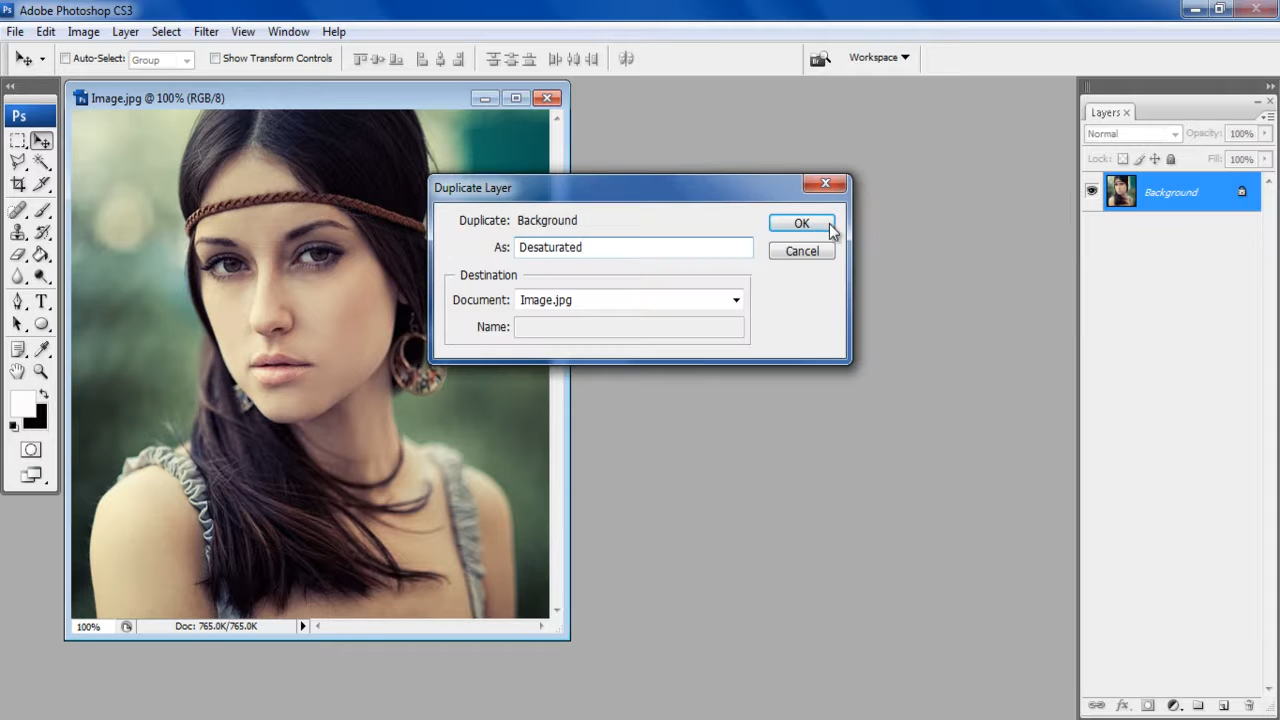 Ps Adobe Photoshop CS3
File Edit Image Layer Select Filter View Window Help
Auto-Select: Group Show Transform Controls Workspace
Ps
Image.jpg @ 100% (RGB/8)
Layers
Normal Opacity: 100%
Lock: Fill: 100%
Background
Duplicate Layer
Duplicate: Background OK
As: Desaturated
Cancel
Destination
Document: Image.jpg
Name:
100% Doc: 765.0K/765.0K